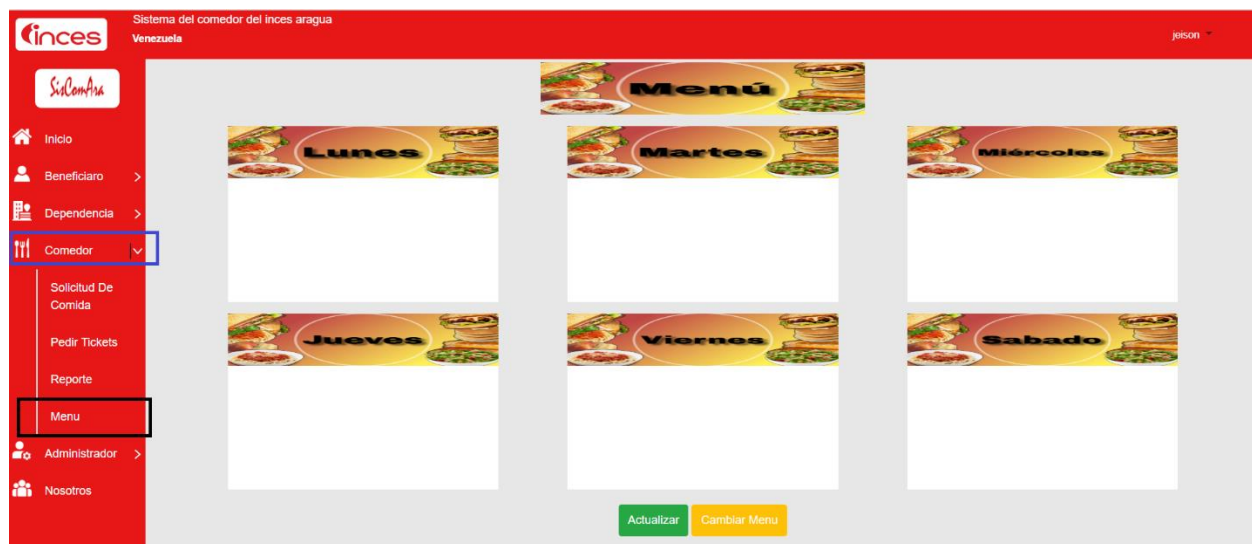 inces
Sistema del comedor del inces aragua
Venezuela
jeison
SisComAra
Inicio
Beneficiaro
Dependencia
Comedor
Solicitud De
Comida
Pedir Tickets
Reporte
Menu
Administrador
Nosotros
Menú
Lunes
Martes
Miércoles
Jueves
Viernes
Sabado
Actualizar
Cambiar Menu